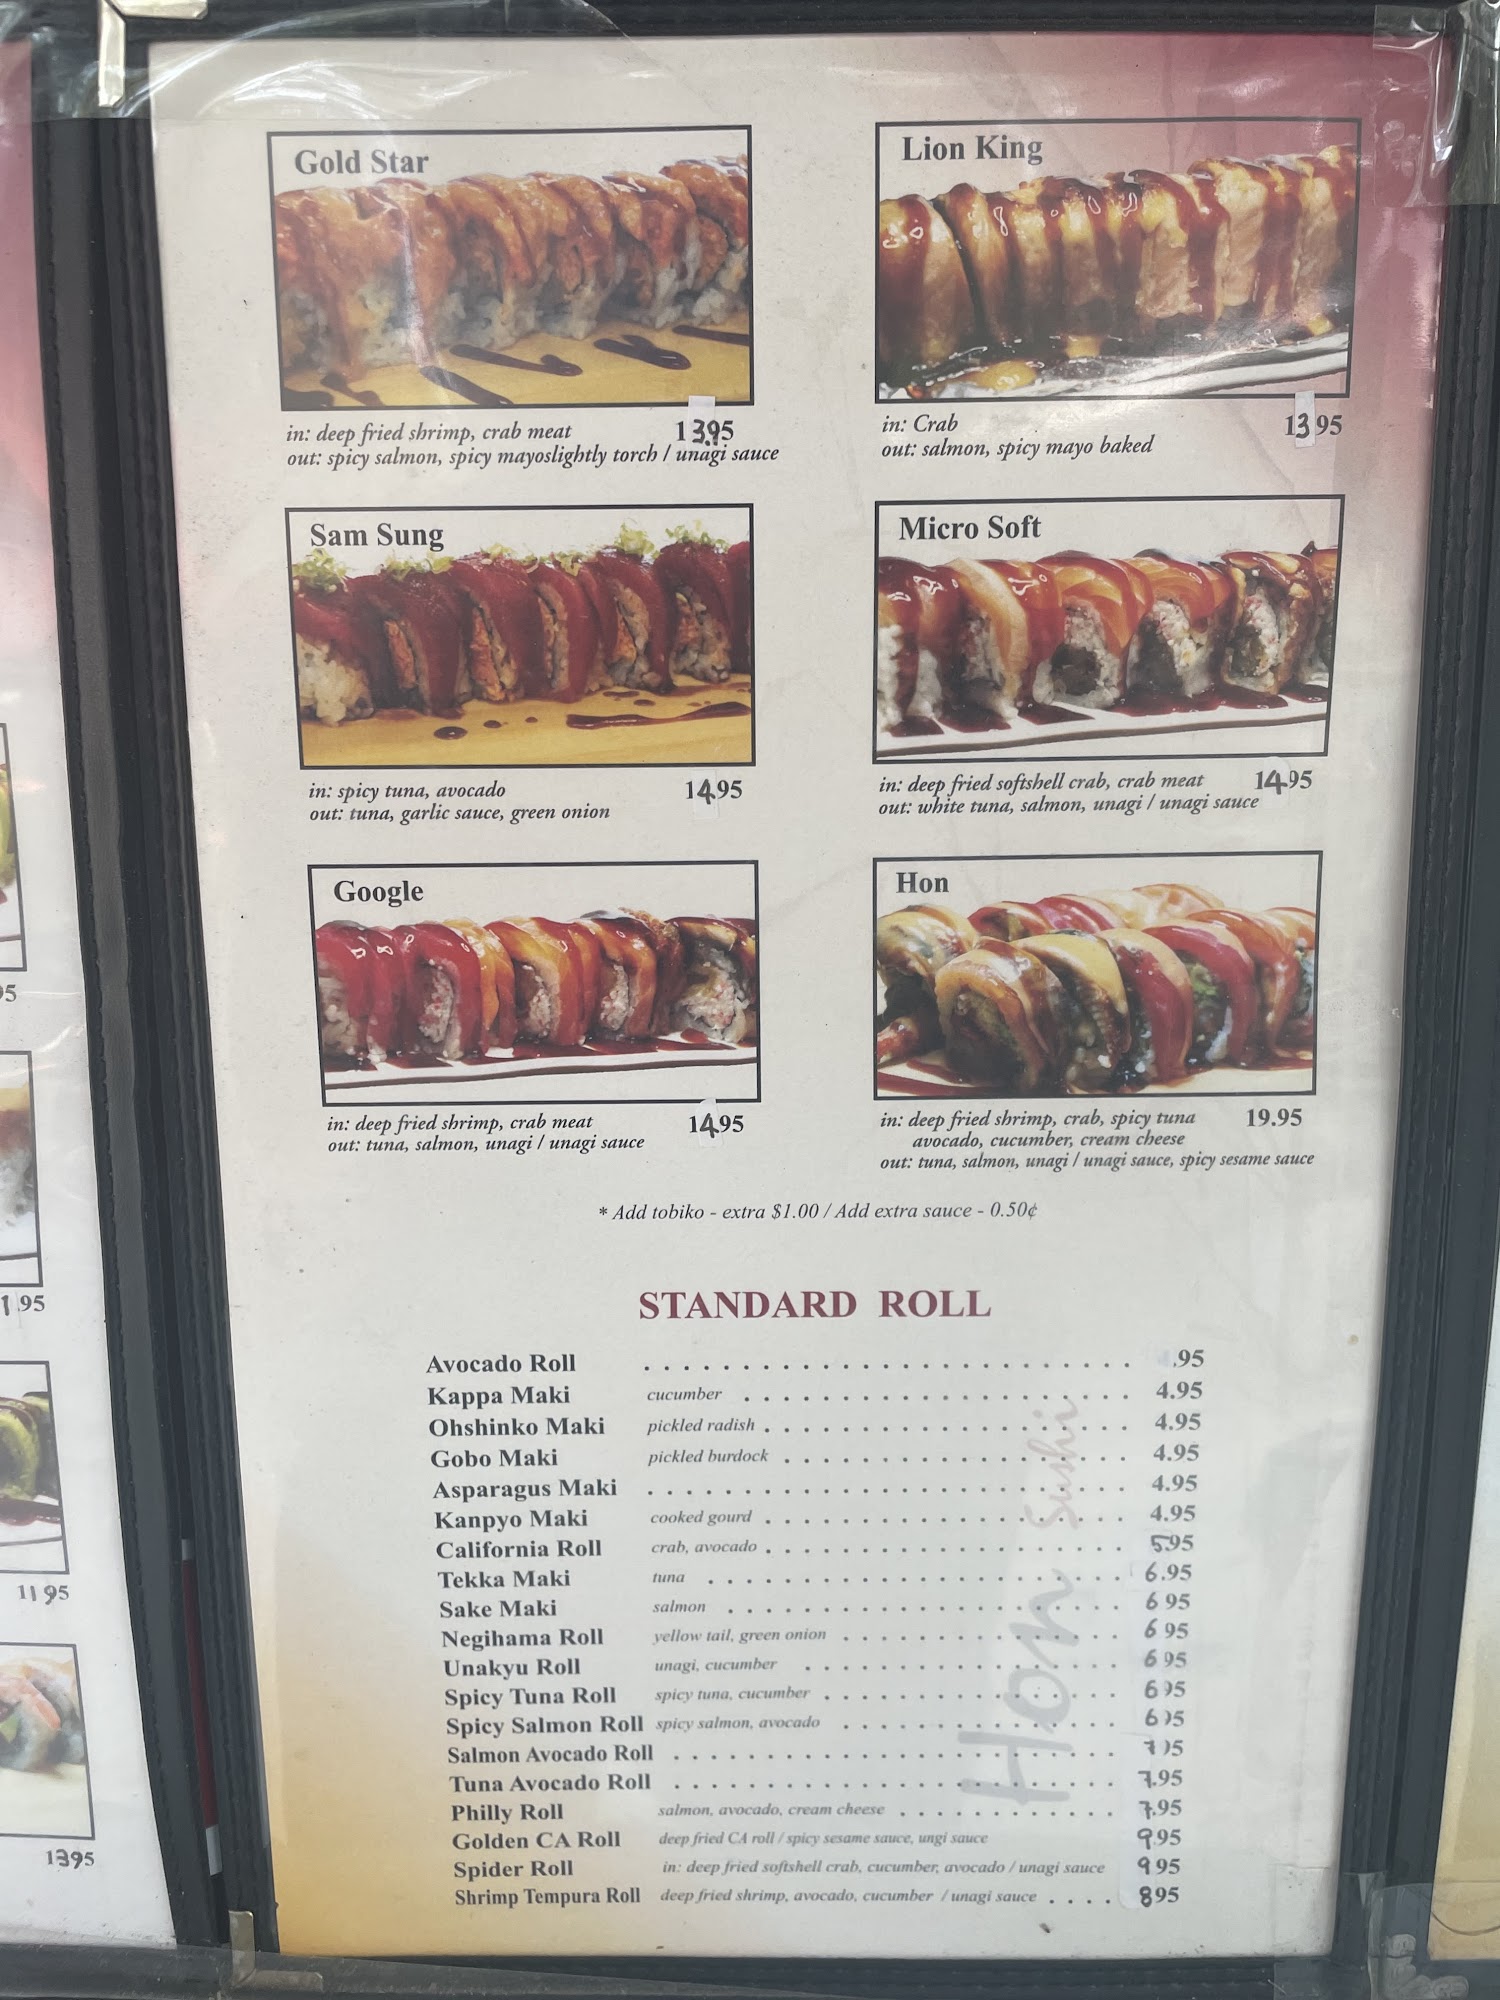 Gold Star
in: deep fried shrimp, crab meat 13.95
out: spicy salmon, spicy mayoslightly torch / unagi sauce
Lion King
in: Crab 13 95
out: salmon, spicy mayo baked
Sam Sung
in: spicy tuna, avocado 14.95
out: tuna, garlic sauce, green onion
Micro Soft
in: deep fried softshell crab, crab meat 14.95
out: white tuna, salmon, unagi / unagi sauce
Google
in: deep fried shrimp, crab meat 14.95
out: tuna, salmon, unagi / unagi sauce
Hon
in: deep fried shrimp, crab, spicy tuna 19.95
avocado, cucumber, cream cheese
out: tuna, salmon, unagi / unagi sauce, spicy sesame sauce
* Add tobiko - extra $1.00 / Add extra sauce - 0.50¢
STANDARD ROLL
Avocado Roll .95
Kappa Maki cucumber 4.95
Ohshinko Maki pickled radish 4.95
Gobo Maki pickled burdock 4.95
Asparagus Maki 4.95
Kanpyo Maki cooked gourd 4.95
California Roll crab, avocado 5.95
Tekka Maki tuna 6.95
Sake Maki salmon 6 95
Negihama Roll yellow tail, green onion 6 95
Unakyu Roll unagi, cucumber 6 95
Spicy Tuna Roll spicy tuna, cucumber 6 95
Spicy Salmon Roll spicy salmon, avocado 6 95
Salmon Avocado Roll 7 95
Tuna Avocado Roll 7.95
Philly Roll salmon, avocado, cream cheese 7.95
Golden CA Roll deep fried CA roll / spicy sesame sauce, ungi sauce 9 95
Spider Roll in: deep fried softshell crab, cucumber, avocado / unagi sauce 9 95
Shrimp Tempura Roll deep fried shrimp, avocado, cucumber / unagi sauce 8 95
Hon Sushi
95
1 95
11 95
1395